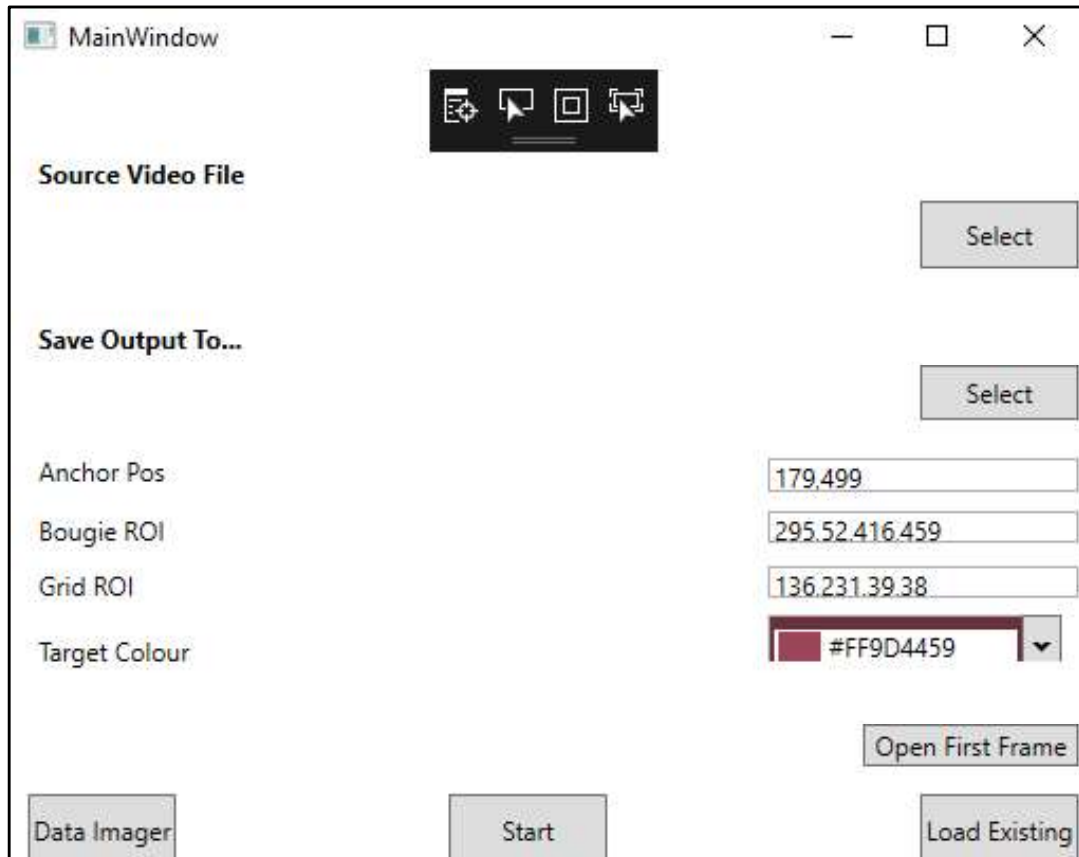 MainWindow
Source Video File
Select
Save Output To...
Select
Anchor Pos
179,499
Bougie ROI
295,52,416,459
Grid ROI
136,231,39,38
Target Colour
#FF9D4459
Open First Frame
Data Imager
Start
Load Existing